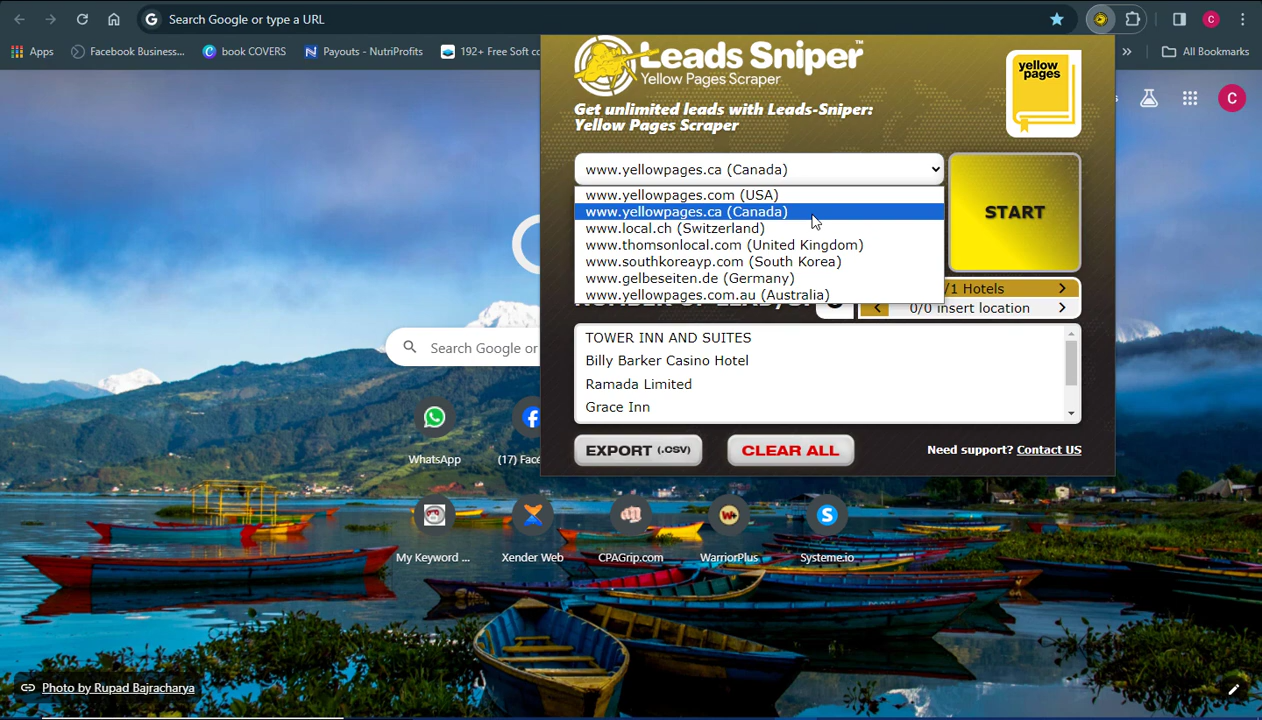 Search Google or type a URL
C
Apps
Facebook Business...
book COVERS
Payouts - NutriProfits
192+ Free Soft co
All Bookmarks
Leads Sniper™
Yellow Pages Scraper
Get unlimited leads with Leads-Sniper:
Yellow Pages Scraper
yellow
pages
C
www.yellowpages.ca (Canada)
www.yellowpages.com (USA)
www.yellowpages.ca (Canada)
www.local.ch (Switzerland)
www.thomsonlocal.com (United Kingdom)
www.southkoreayp.com (South Korea)
www.gelbeseiten.de (Germany)
www.yellowpages.com.au (Australia)
START
/1 Hotels
0/0 insert location
Search Google or
TOWER INN AND SUITES
Billy Barker Casino Hotel
Ramada Limited
Grace Inn
EXPORT (.CSV)
CLEAR ALL
Need support? Contact US
WhatsApp
(17) Face
My Keyword ...
Xender Web
CPAGrip.com
W+
WarriorPlus
S
Systeme.io
Photo by Rupad Bajracharya